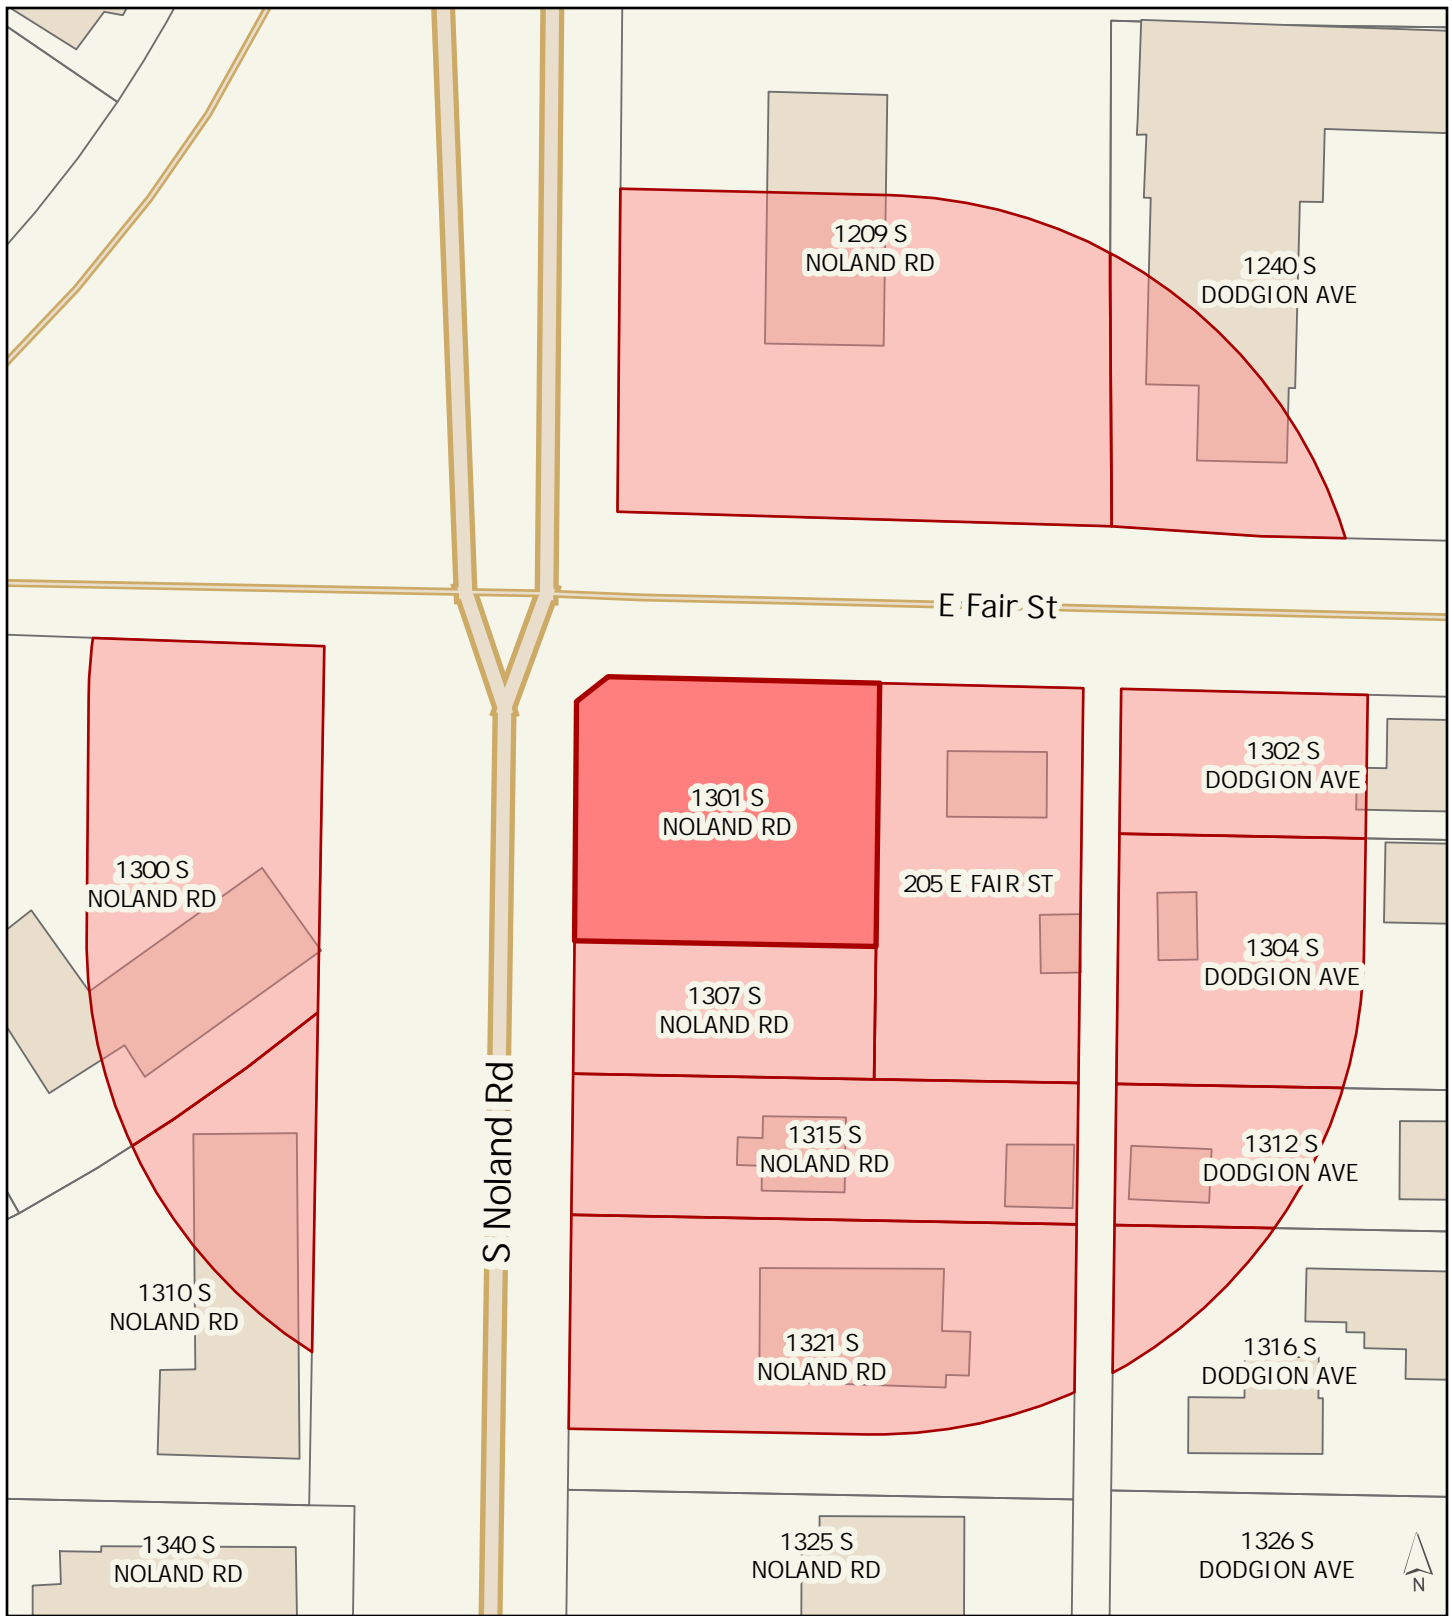 1209 S
NOLAND RD
1240 S
DODGION AVE
E Fair St
1301 S
NOLAND RD
1302 S
DODGION AVE
1300 S
NOLAND RD
205 E FAIR ST
1304 S
DODGION AVE
1307 S
NOLAND RD
S Noland Rd
1315 S
NOLAND RD
1312 S
DODGION AVE
1310 S
NOLAND RD
1321 S
NOLAND RD
1316 S
DODGION AVE
1340 S
NOLAND RD
1325 S
NOLAND RD
1326 S
DODGION AVE
N